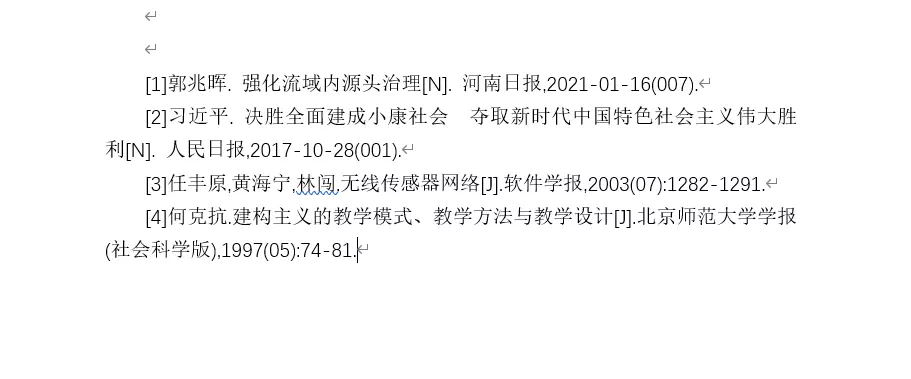 [1]郭兆晖. 强化流域内源头治理[N]. 河南日报,2021-01-16(007).
[2]习近平. 决胜全面建成小康社会　夺取新时代中国特色社会主义伟大胜
利[N]. 人民日报,2017-10-28(001).
[3]任丰原,黄海宁,林闯.无线传感器网络[J].软件学报,2003(07):1282-1291.
[4]何克抗.建构主义的教学模式、教学方法与教学设计[J].北京师范大学学报
(社会科学版),1997(05):74-81.